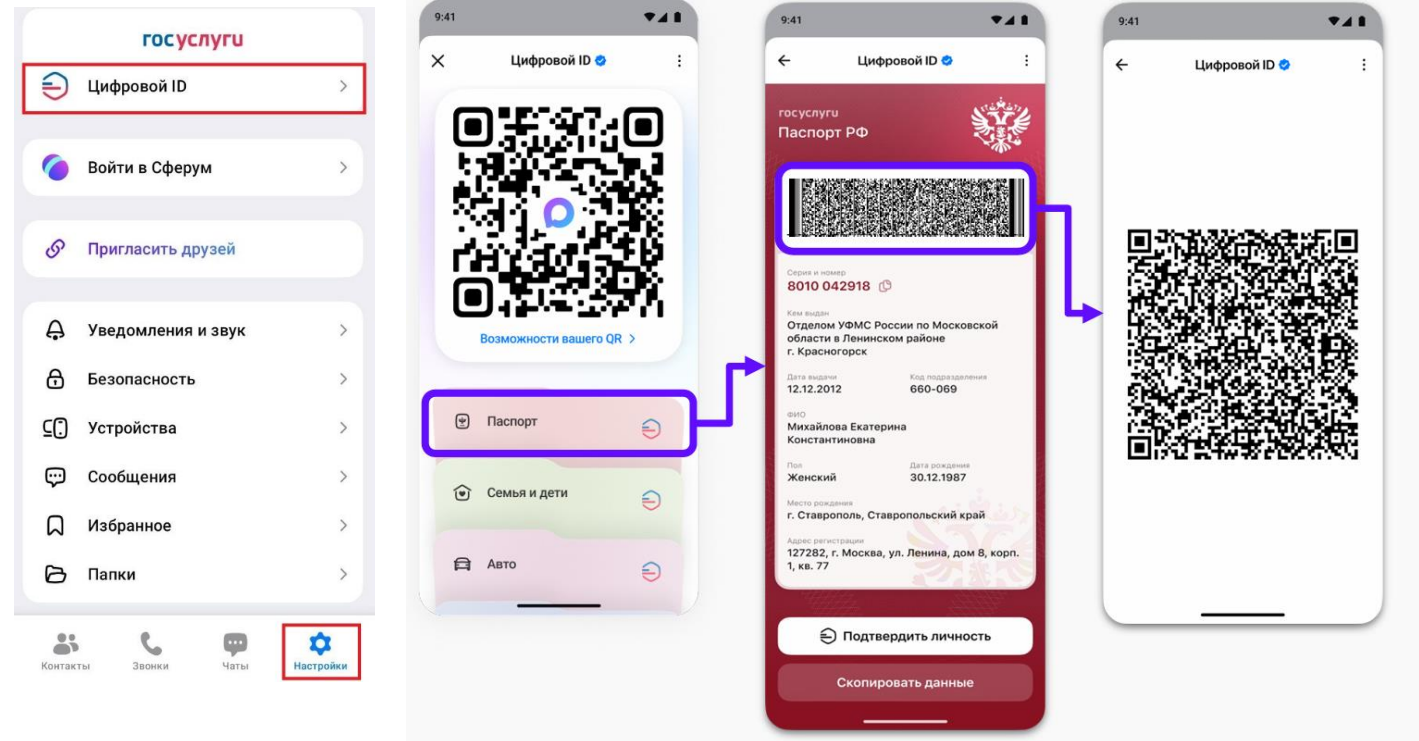 госуслуги
Цифровой ID
Войти в Сферум
Пригласить друзей
Уведомления и звук
Безопасность
Устройства
Сообщения
Избранное
Папки
Контакты
Звонки
Чаты
Настройки
9:41
Цифровой ID
Возможности вашего QR
Паспорт
Семья и дети
Авто
9:41
Цифровой ID
госуслуги
Паспорт РФ
Серия и номер
8010 042918
Кем выдан
Отделом УФМС России по Московской
области в Ленинском районе
г. Красногорск
Дата выдачи
Код подразделения
12.12.2012
660-069
ФИО
Михайлова Екатерина
Константиновна
Пол
Дата рождения
Женский
30.12.1987
Место рождения
г. Ставрополь, Ставропольский край
Адрес регистрации
127282, г. Москва, ул. Ленина, дом 8, корп.
1, кв. 77
Подтвердить личность
Скопировать данные
9:41
Цифровой ID